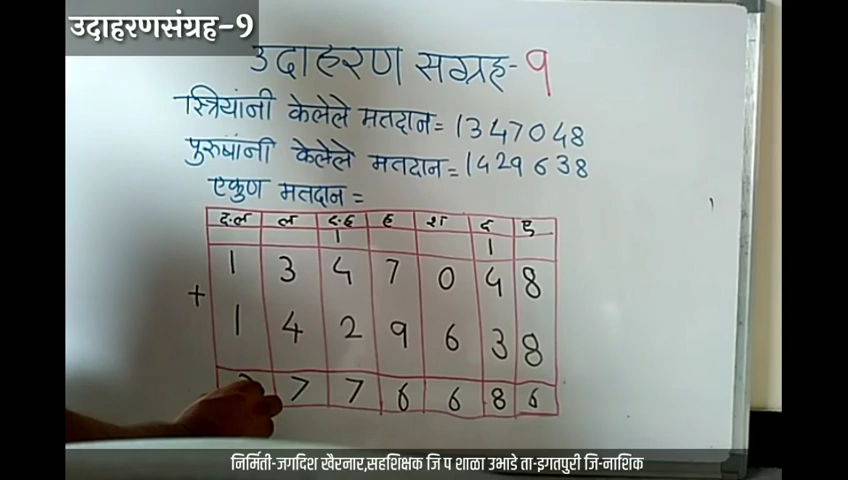 उदाहरणसंग्रह-9
उदाहरण सग्रह-१
स्त्रियांनी केलेले मतदान = 1347048
पुरुषांनी केलेले मतदान = 1429638
एकुण मतदान =
द.ल ल द.ह ह श द ए
1 1
1 3 4 7 0 4 8
+ 1 4 2 9 6 3 8
7 7 6 6 8 6
निर्मिती-जगदिश खैरनार,सहशिक्षक जि प शाळा उभाडे ता-इगतपुरी जि-नाशिक